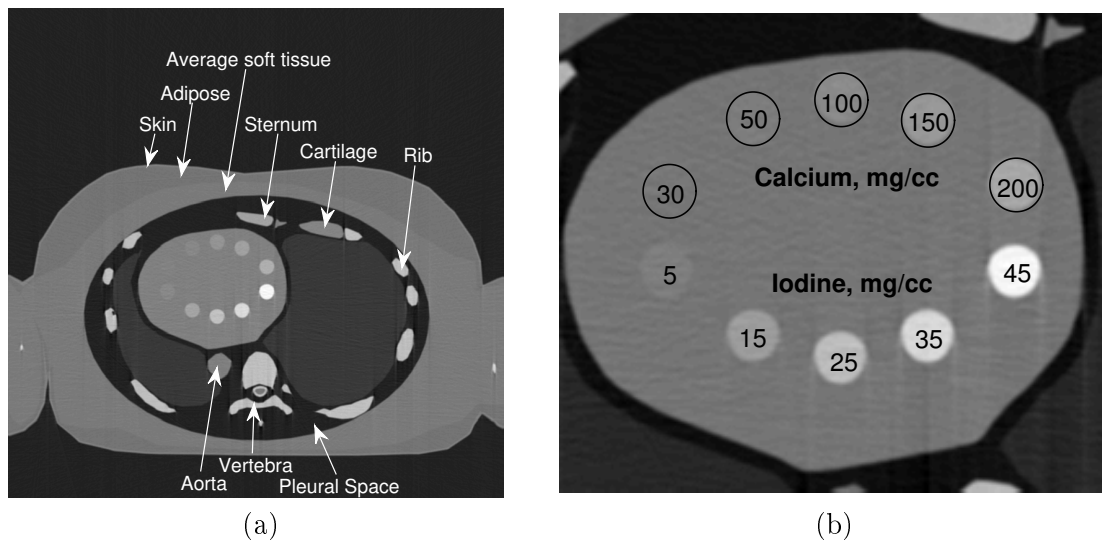 Average soft tissue
Adipose
Skin
Sternum
Cartilage
Rib
Vertebra
Aorta
Pleural Space
(a)
100
50
150
Calcium, mg/cc
30
200
5
Iodine, mg/cc
45
15
35
25
(b)